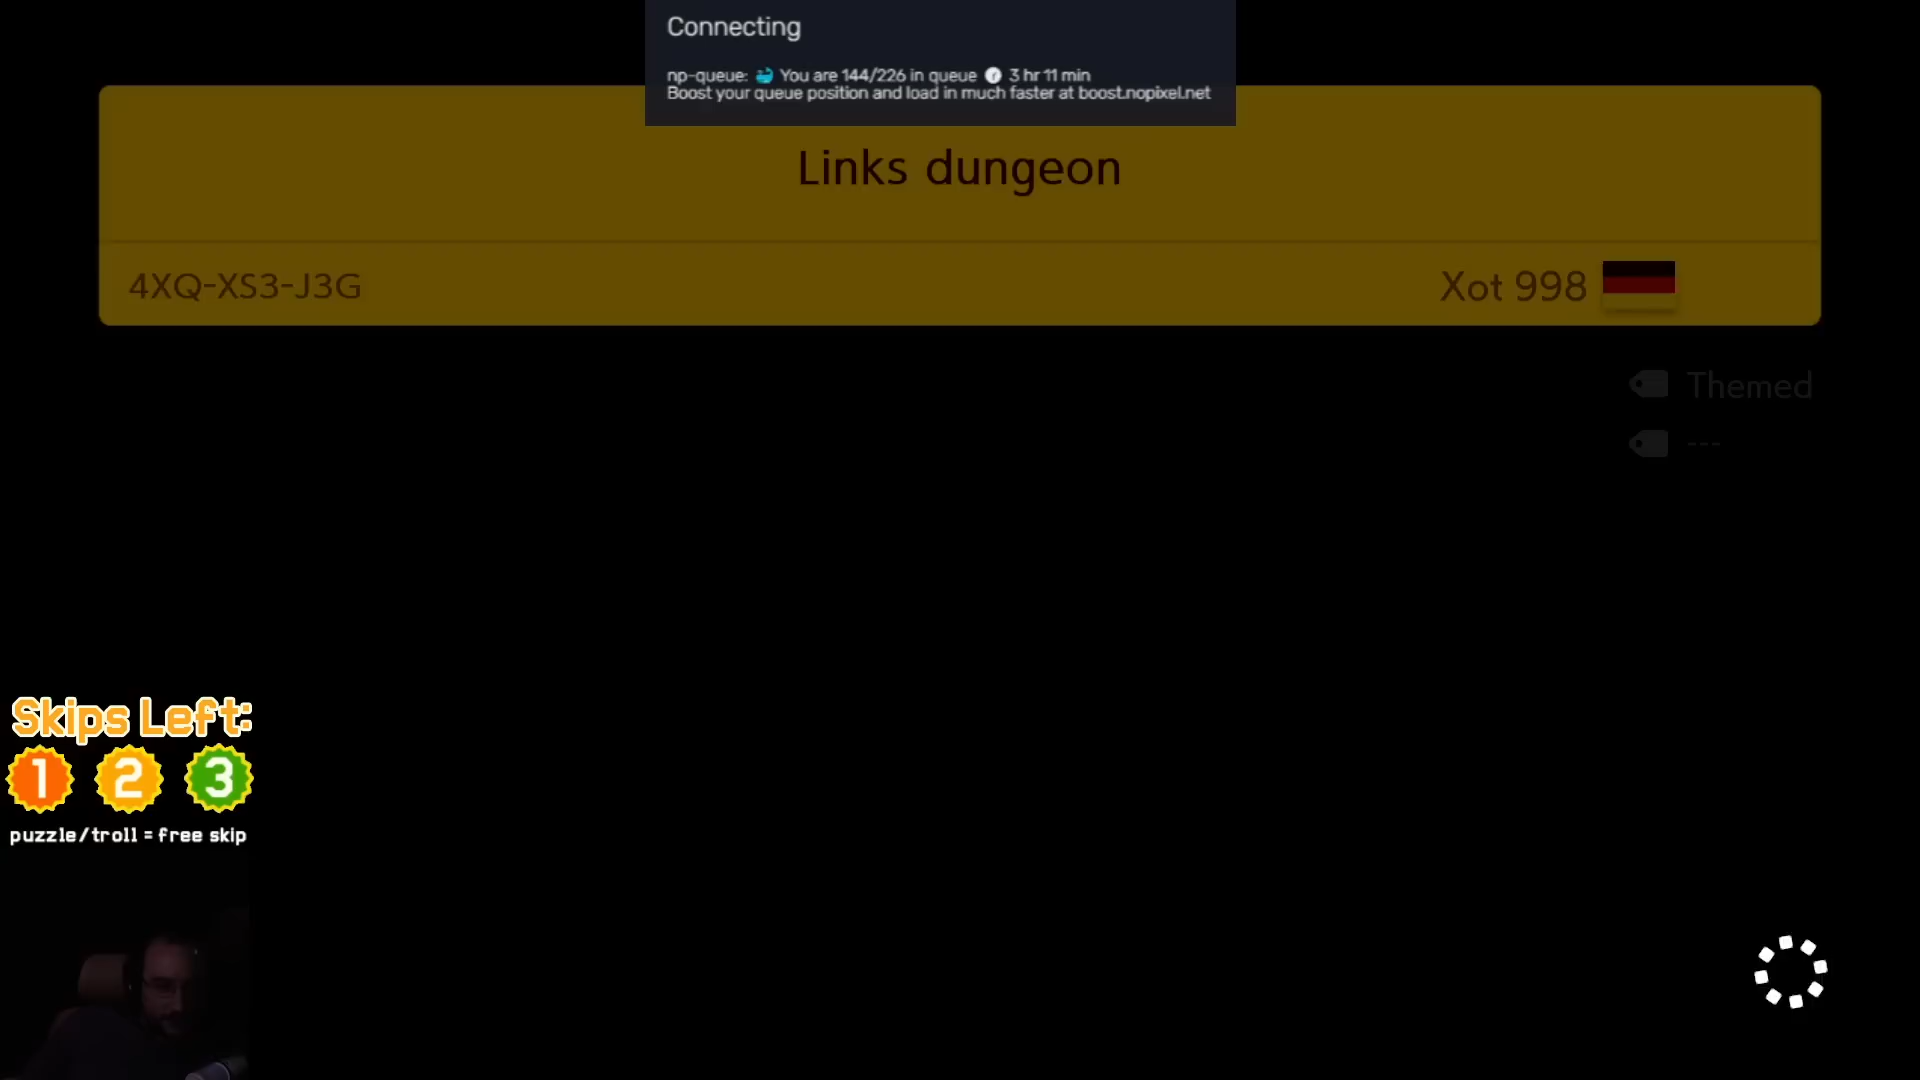 Connecting
np-queue: You are 144/226 in queue 3 hr 11 min
Boost your queue position and load in much faster at boost.nopixel.net
Links dungeon
4XQ-XS3-J3G
Xot 998
Themed
---
Skips Left:
1 2 3
puzzle/troll = free skip